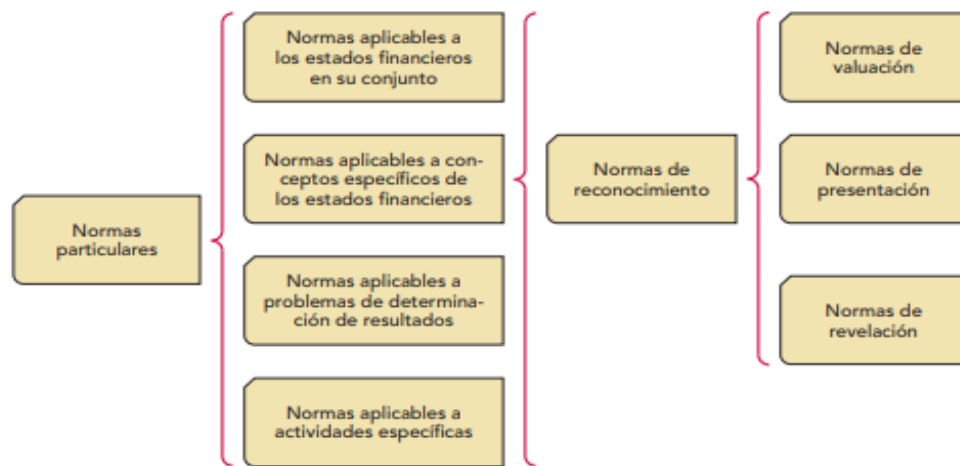 Normas
particulares
Normas aplicables a
los estados financieros
en su conjunto
Normas aplicables a con-
ceptos específicos de
los estados financieros
Normas aplicables a
problemas de determina-
ción de resultados
Normas aplicables a
actividades específicas
Normas de
reconocimiento
Normas de
valuación
Normas de
presentación
Normas de
revelación